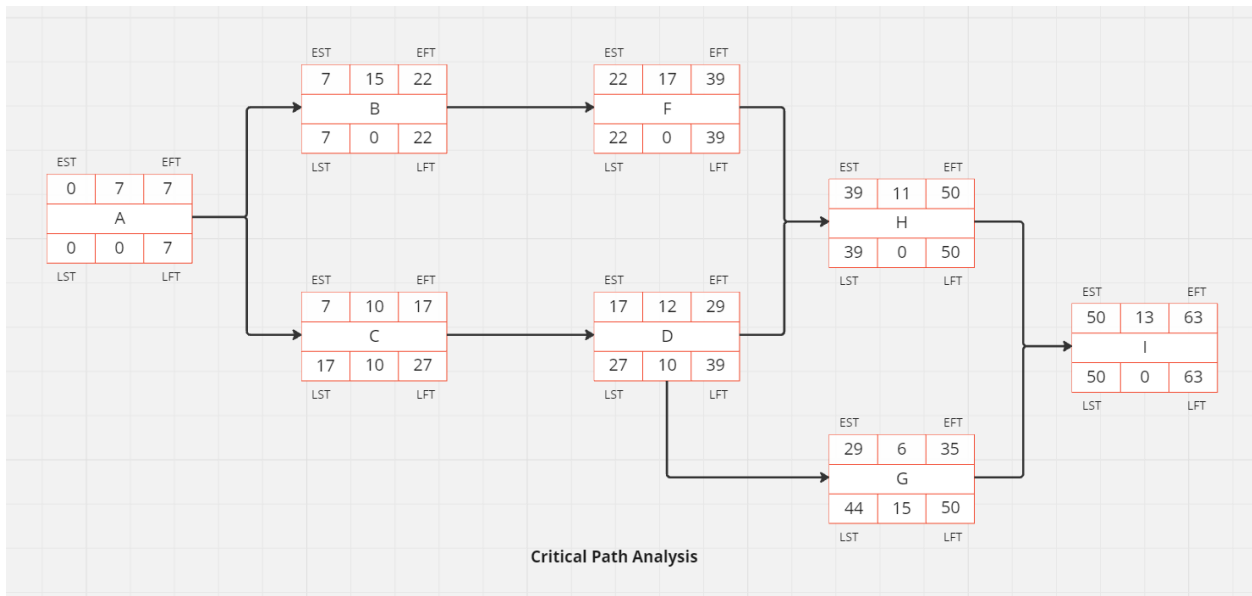 EST EFT
7 15 22
B
7 0 22
LST LFT
EST EFT
22 17 39
F
22 0 39
LST LFT
EST EFT
0 7 7
A
0 0 7
LST LFT
EST EFT
39 11 50
H
39 0 50
LST LFT
EST EFT
7 10 17
C
17 10 27
LST LFT
EST EFT
17 12 29
D
27 10 39
LST LFT
EST EFT
50 13 63
I
50 0 63
LST LFT
EST EFT
29 6 35
G
44 15 50
LST LFT
Critical Path Analysis